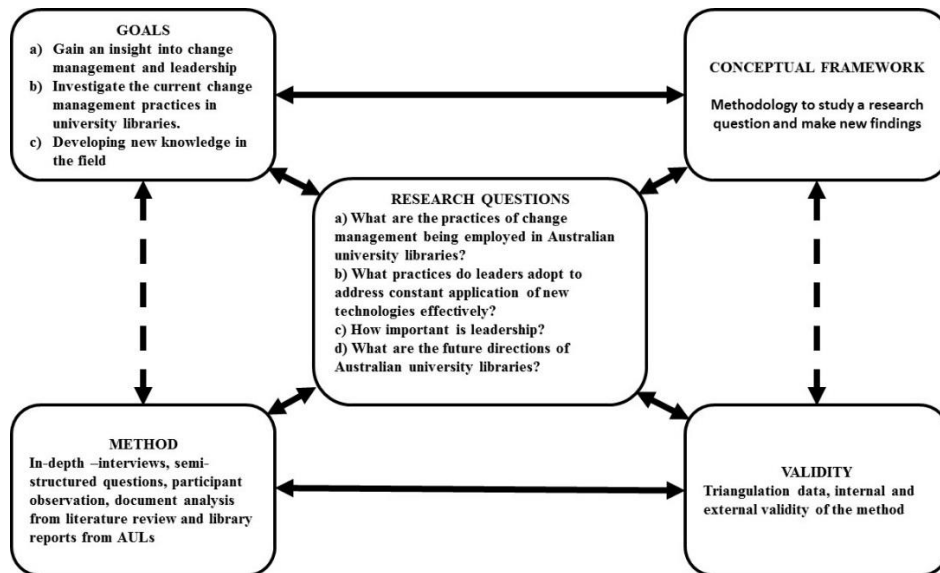 GOALS
a) Gain an insight into change
management and leadership
b) Investigate the current change
management practices in
university libraries.
c) Developing new knowledge in
the field
CONCEPTUAL FRAMEWORK
Methodology to study a research
question and make new findings
RESEARCH QUESTIONS
a) What are the practices of change
management being employed in Australian
university libraries?
b) What practices do leaders adopt to
address constant application of new
technologies effectively?
c) How important is leadership?
d) What are the future directions of
Australian university libraries?
METHOD
In-depth –interviews, semi-
structured questions, participant
observation, document analysis
from literature review and library
reports from AULs
VALIDITY
Triangulation data, internal and
external validity of the method